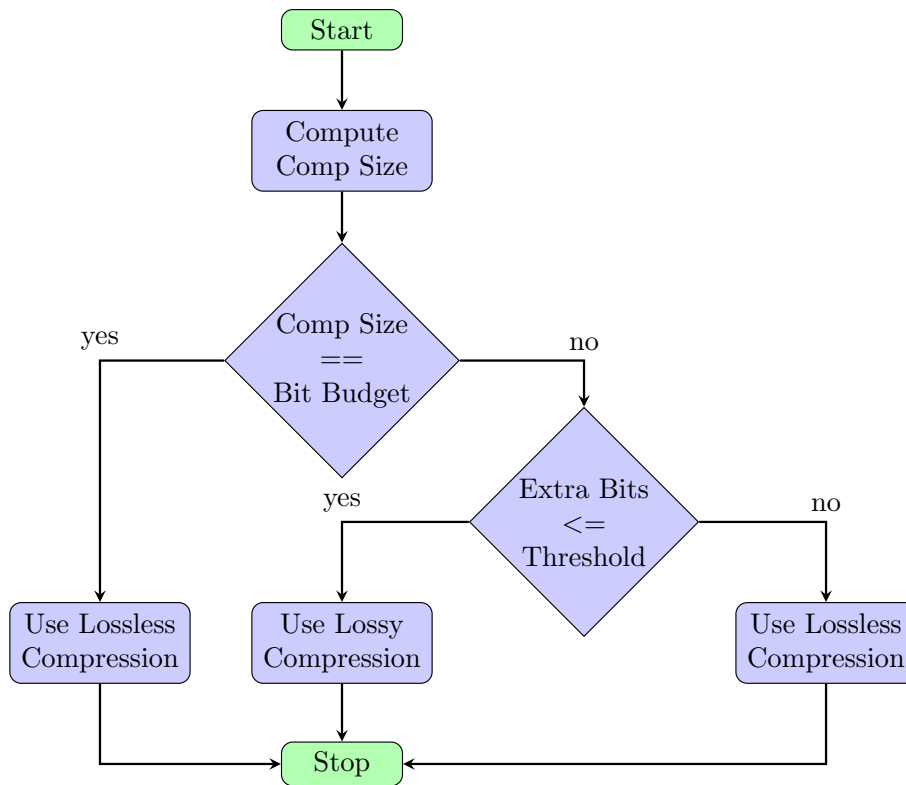 Start
Compute
Comp Size
Comp Size
==
Bit Budget
yes
no
Extra Bits
<=
Threshold
yes
no
Use Lossless
Compression
Use Lossy
Compression
Use Lossless
Compression
Stop